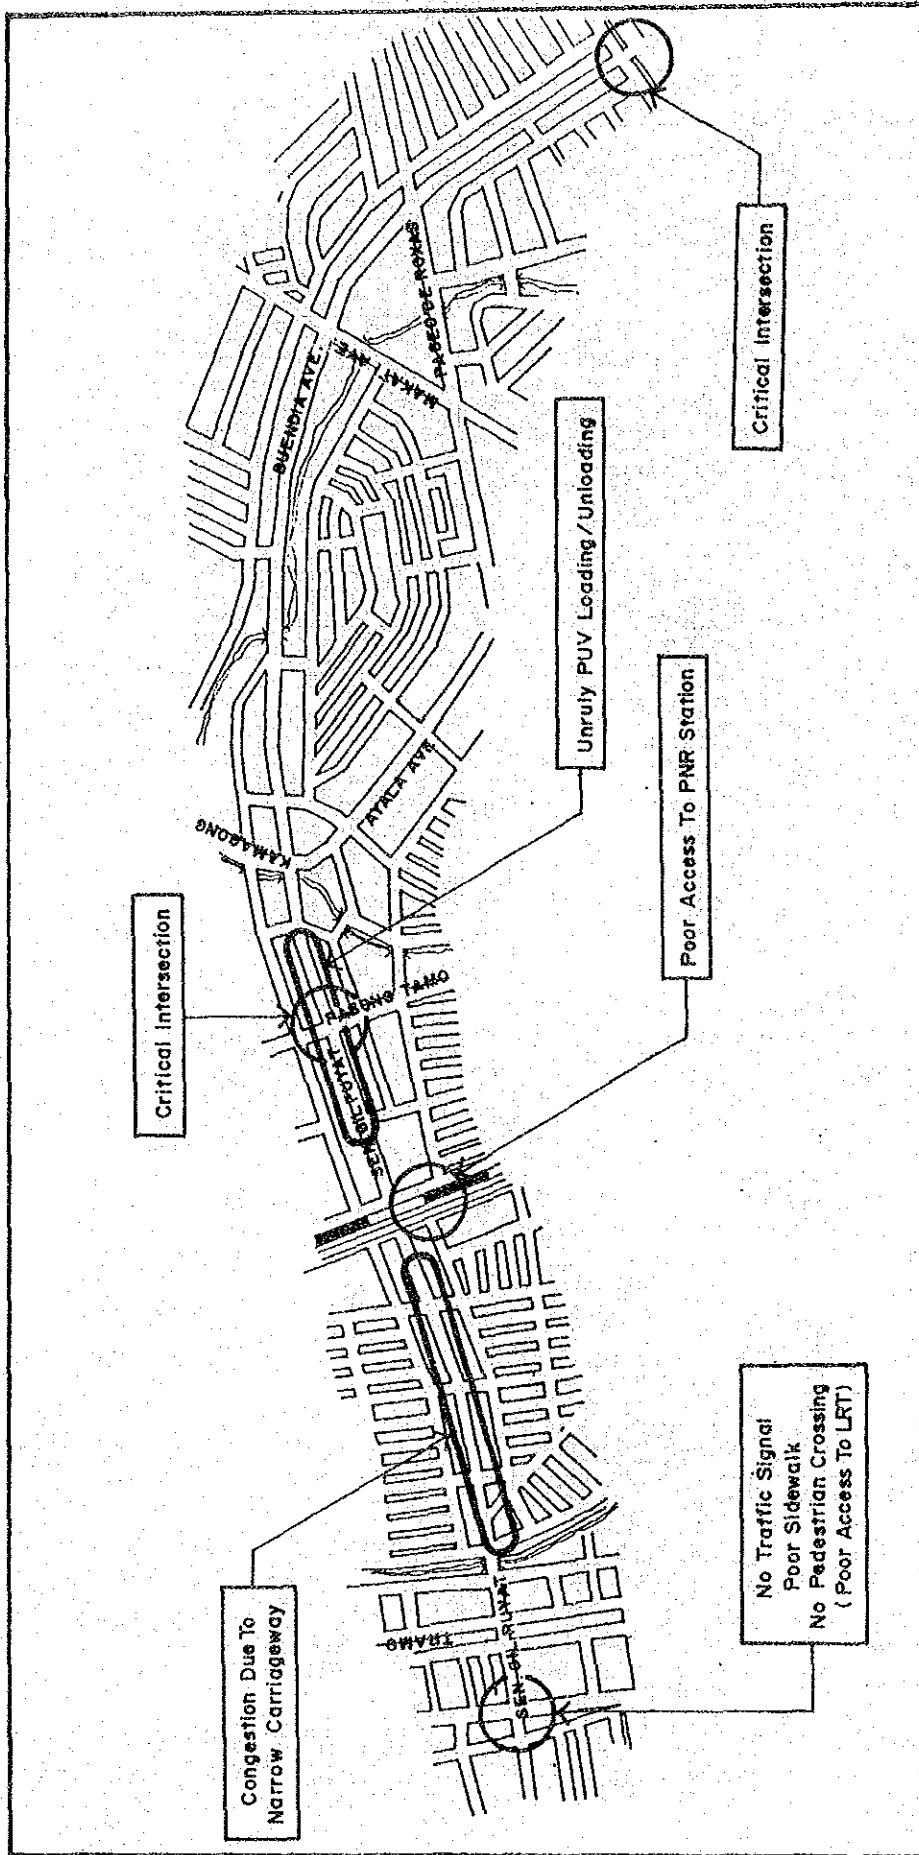 Critical Intersection
Congestion Due To
Narrow Carriageway
KAMAGONG
BUENDIA AVE.
MAKATI AVE.
PASEO DE ROXAS
AYALA AVE.
PASONG TAMO
SEN. GIL PUYAT
TRAMO
SEN. GIL PUYAT
Unruly PUV Loading/Unloading
Poor Access To PNR Station
Critical Intersection
No Traffic Signal
Poor Sidewalk
No Pedestrian Crossing
(Poor Access To LRT)